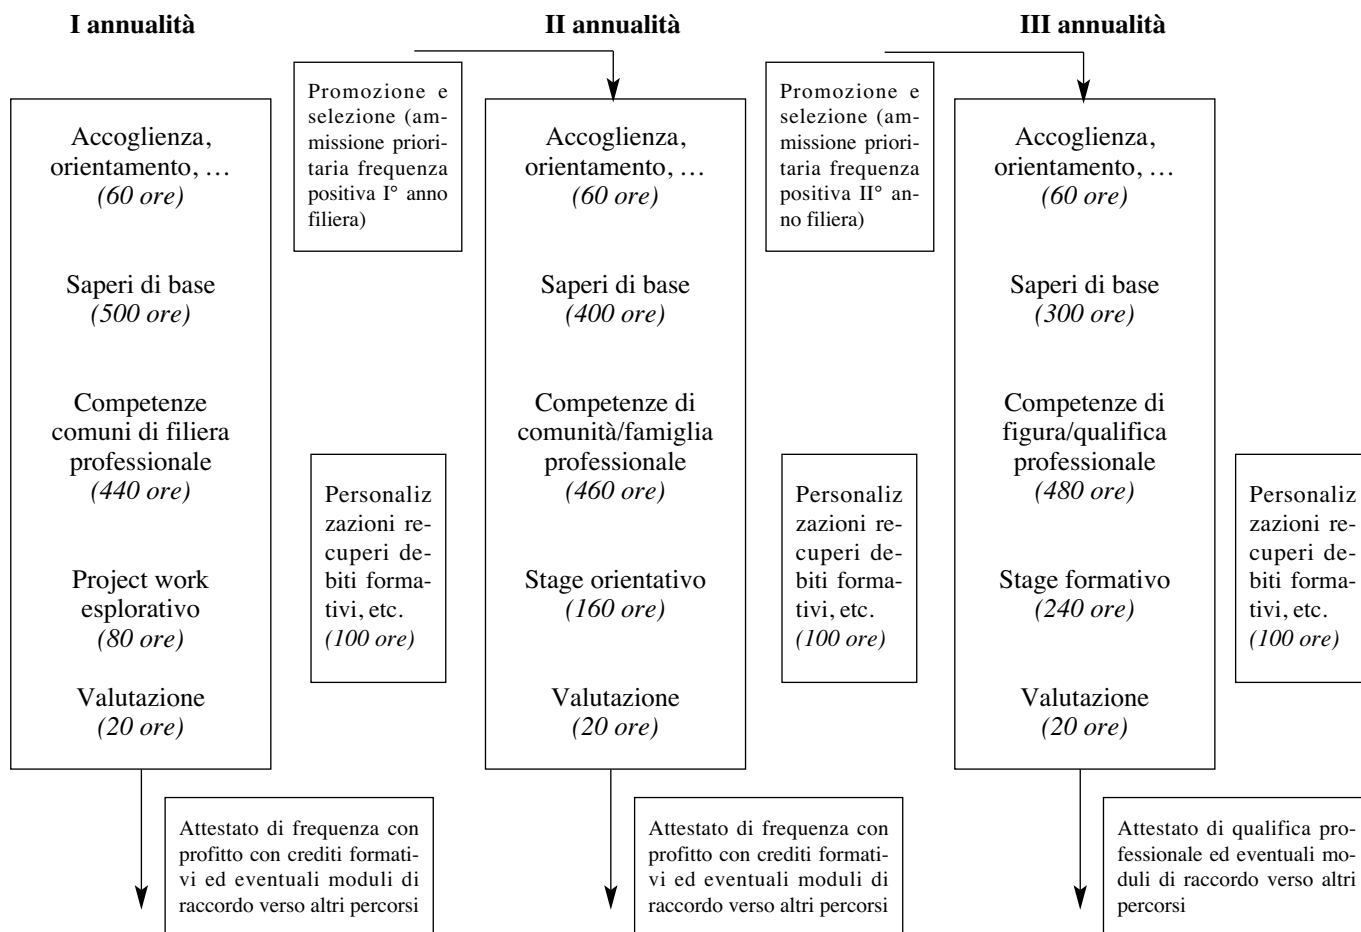 I annualità
II annualità
III annualità
Accoglienza,
orientamento, …
(60 ore)
Saperi di base
(500 ore)
Competenze
comuni di filiera
professionale
(440 ore)
Project work
esplorativo
(80 ore)
Valutazione
(20 ore)
Promozione e
selezione (am-
missione priori-
taria frequenza
positiva I° anno
filiera)
Personaliz
zazioni re-
cuperi de-
biti forma-
tivi, etc.
(100 ore)
Attestato di frequenza con
profitto con crediti formati-
vi ed eventuali moduli di
raccordo verso altri percorsi
Accoglienza,
orientamento, …
(60 ore)
Saperi di base
(400 ore)
Competenze di
comunità/famiglia
professionale
(460 ore)
Stage orientativo
(160 ore)
Valutazione
(20 ore)
Promozione e
selezione (am-
missione priori-
taria frequenza
positiva II° an-
no filiera)
Personaliz
zazioni re-
cuperi de-
biti forma-
tivi, etc.
(100 ore)
Attestato di frequenza con
profitto con crediti formati-
vi ed eventuali moduli di
raccordo verso altri percorsi
Accoglienza,
orientamento, …
(60 ore)
Saperi di base
(300 ore)
Competenze di
figura/qualifica
professionale
(480 ore)
Stage formativo
(240 ore)
Valutazione
(20 ore)
Personaliz
zazioni re-
cuperi de-
biti forma-
tivi, etc.
(100 ore)
Attestato di qualifica pro-
fessionale ed eventuali mo-
duli di raccordo verso altri
percorsi